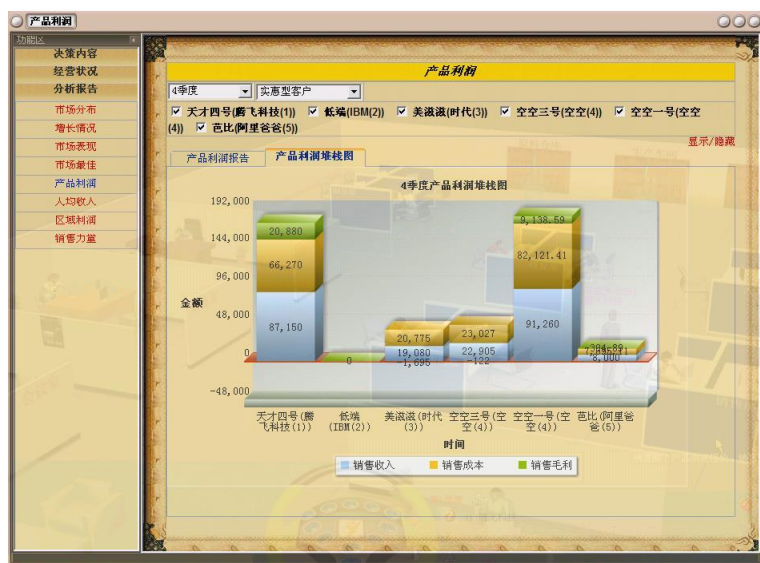 产品利润
功能区
决策内容
经营状况
分析报告
市场分布
增长情况
市场表现
市场最佳
产品利润
人均收入
区域利润
销售力量
产品利润
4季度
实惠型客户
天才四号(腾飞科技(1)) 低端(IBM(2)) 美滋滋(时代(3)) 空空三号(空空(4)) 空空一号(空空
(4)) 芭比(阿里爸爸(5))
显示/隐藏
产品利润报告 产品利润堆栈图
4季度产品利润堆栈图
192,000
144,000
96,000
48,000
0
-48,000
金额
20,880
66,270
87,150
0
20,775
19,080
-1,695
23,027
22,905
-122
9,138.59
82,121.41
91,260
天才四号(腾飞科技(1))
低端(IBM(2))
美滋滋(时代(3))
空空三号(空空(4))
空空一号(空空(4))
芭比(阿里爸爸(5))
时间
销售收入 销售成本 销售毛利